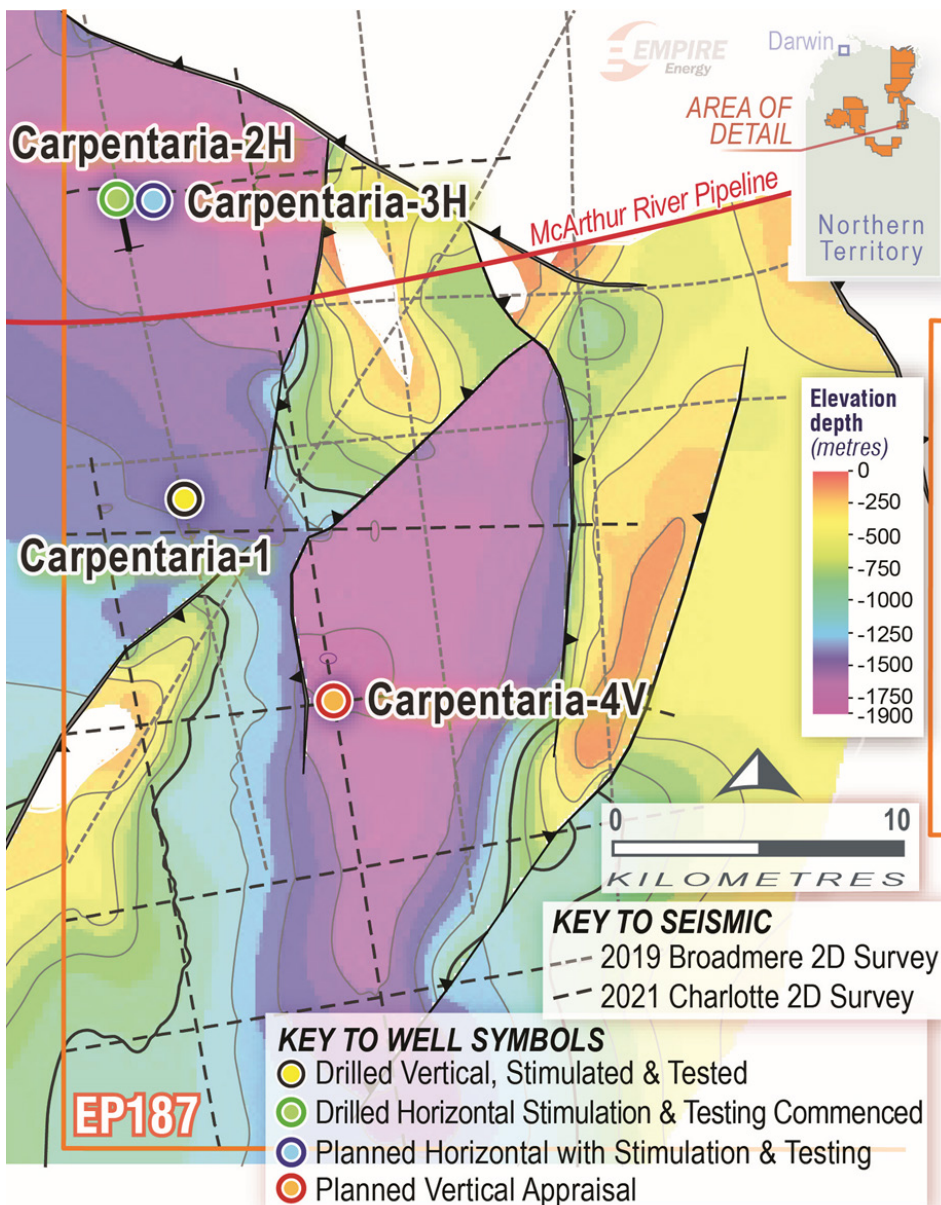 EMPIRE
Energy
Darwin
AREA OF
DETAIL
Northern
Territory
Carpentaria-2H
Carpentaria-3H
McArthur River Pipeline
Elevation
depth
(metres)
0
-250
-500
-750
-1000
-1250
-1500
-1750
-1900
Carpentaria-1
Carpentaria-4V
0 10
KILOMETRES
KEY TO SEISMIC
2019 Broadmere 2D Survey
2021 Charlotte 2D Survey
KEY TO WELL SYMBOLS
Drilled Vertical, Stimulated & Tested
Drilled Horizontal Stimulation & Testing Commenced
Planned Horizontal with Stimulation & Testing
Planned Vertical Appraisal
EP187